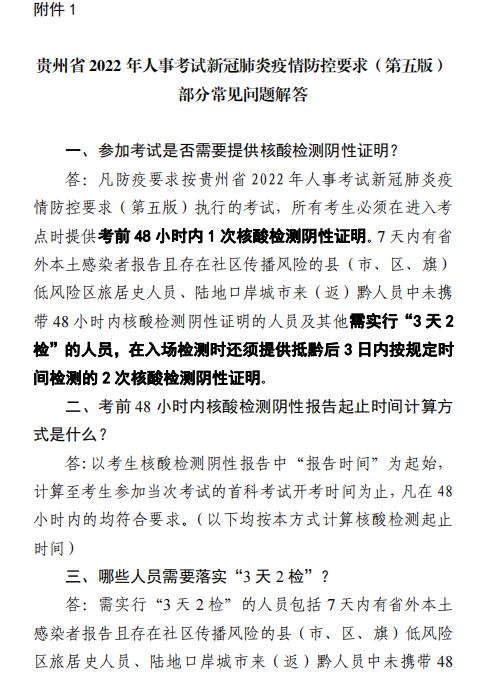 附件 1
贵州省 2022 年人事考试新冠肺炎疫情防控要求（第五版）
部分常见问题解答
一、参加考试是否需要提供核酸检测阴性证明？
答：凡防疫要求按贵州省 2022 年人事考试新冠肺炎疫
情防控要求（第五版）执行的考试，所有考生必须在进入考
点时提供考前 48 小时内 1 次核酸检测阴性证明。7 天内有省
外本土感染者报告且存在社区传播风险的县（市、区、旗）
低风险区旅居史人员、陆地口岸城市来（返）黔人员中未携
带 48 小时内核酸检测阴性证明的人员及其他需实行“3 天 2
检”的人员，在入场检测时还须提供抵黔后 3 日内按规定时
间检测的 2 次核酸检测阴性证明。
二、考前 48 小时内核酸检测阴性报告起止时间计算方
式是什么？
答：以考生核酸检测阴性报告中“报告时间”为起始，
计算至考生参加当次考试的首科考试开考时间为止，凡在 48
小时内的均符合要求。（以下均按本方式计算核酸检测起止
时间）
三、哪些人员需要落实“3 天 2 检”？
答：需实行“3 天 2 检”的人员包括 7 天内有省外本土
感染者报告且存在社区传播风险的县（市、区、旗）低风险
区旅居史人员、陆地口岸城市来（返）黔人员中未携带 48